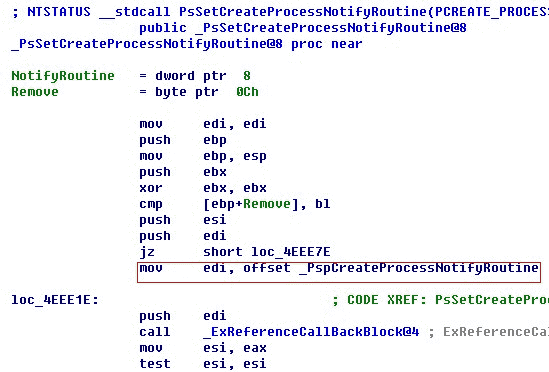 ; NTSTATUS __stdcall PsSetCreateProcessNotifyRoutine(PCREATE_PROCESS
public _PsSetCreateProcessNotifyRoutine@8
_PsSetCreateProcessNotifyRoutine@8 proc near
NotifyRoutine = dword ptr 8
Remove = byte ptr 0Ch
mov edi, edi
push ebp
mov ebp, esp
push ebx
xor ebx, ebx
cmp [ebp+Remove], bl
push esi
push edi
jz short loc_4EEE7E
mov edi, offset _PspCreateProcessNotifyRoutine
loc_4EEE1E: ; CODE XREF: PsSetCreatePro
push edi
call _ExReferenceCallBackBlock@4 ; ExReferenceCal
mov esi, eax
test esi, esi